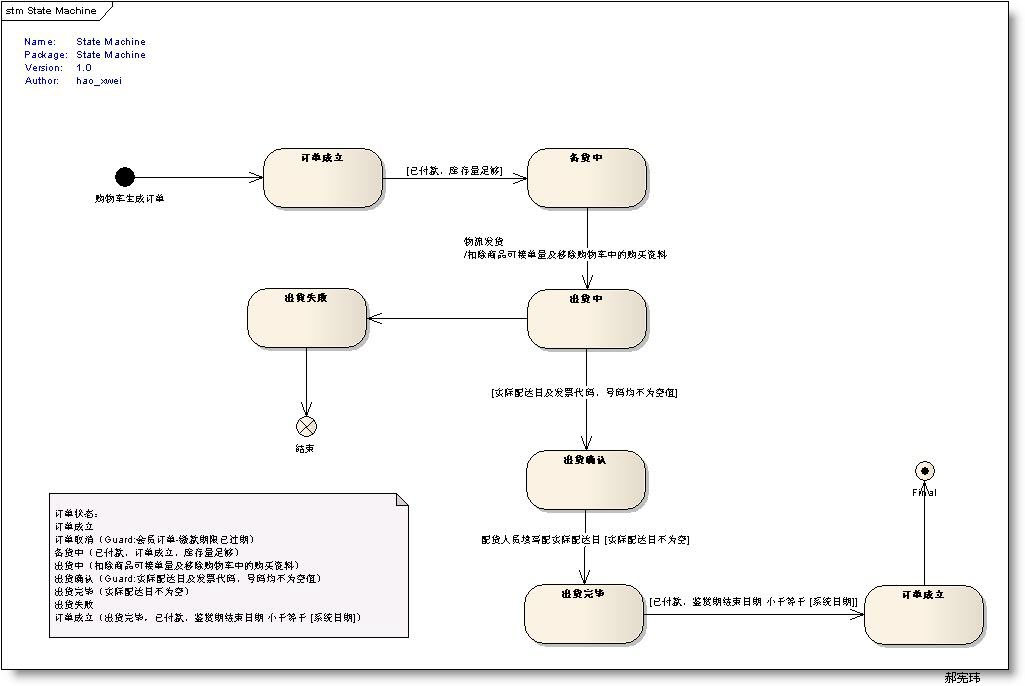 stm State Machine
Name: State Machine
Package: State Machine
Version: 1.0
Author: hao_xwei
订单成立
[已付款、库存量足够]
备货中
购物车生成订单
物流发货
/扣除商品可接单量及移除购物车中的购买资料
出货失败
出货中
[实际配送日及发票代码、号码均不为空值]
结束
出货确认
Final
订单状态：
订单成立
订单取消（Guard:会员订单-缴款期限已过期）
备货中（已付款、订单成立、库存量足够）
出货中（扣除商品可接单量及移除购物车中的购买资料）
出货确认（Guard:实际配送日及发票代码、号码均不为空值）
出货完毕（实际配送日不为空）
出货失败
订单成立（出货完毕，已付款、鉴赏期结束日期 小于等于 [系统日期]）
配货人员填写配实际配送日 [实际配送日不为空]
出货完毕
[已付款、鉴赏期结束日期 小于等于 [系统日期]]
订单成立
郝宪玮